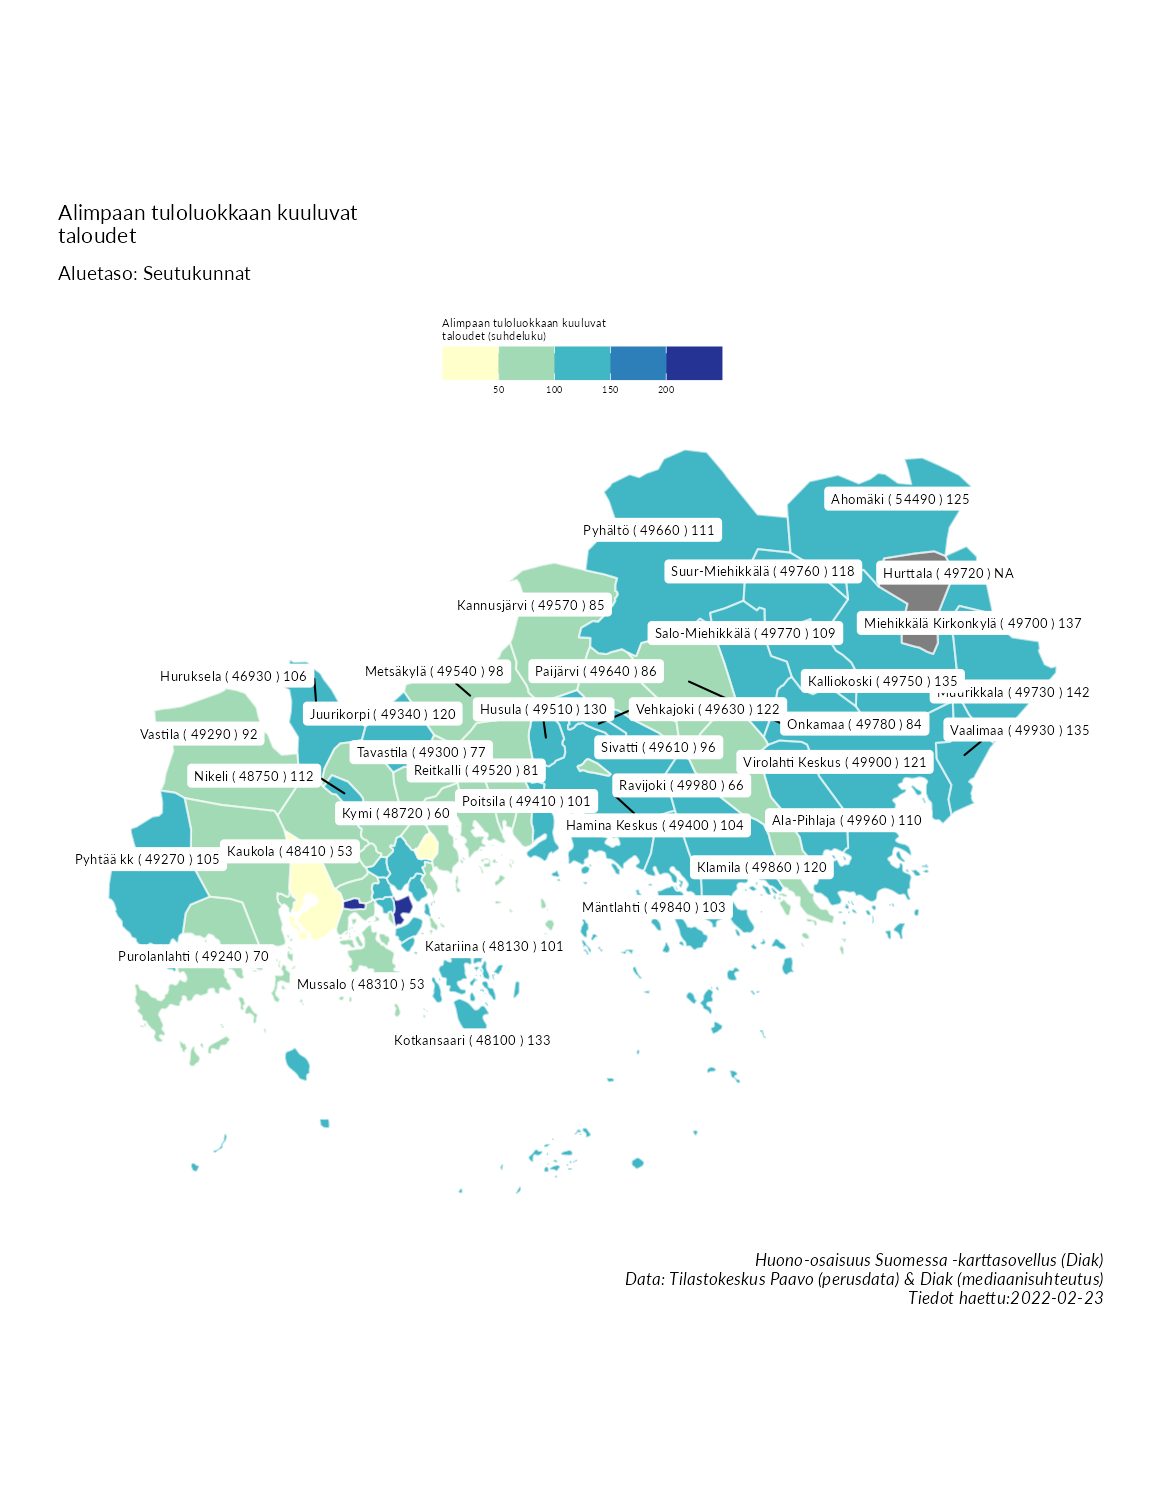 Alimpaan tuloluokkaan kuuluvat
taloudet
Aluetaso: Seutukunnat
Alimpaan tuloluokkaan kuuluvat
taloudet (suhdeluku)
50 100 150 200
Ahomäki ( 54490 ) 125
Pyhältö ( 49660 ) 111
Suur-Miehikkälä ( 49760 ) 118
Hurttala ( 49720 ) NA
Kannusjärvi ( 49570 ) 85
Miehikkälä Kirkonkylä ( 49700 ) 137
Salo-Miehikkälä ( 49770 ) 109
Huruksela ( 46930 ) 106
Metsäkylä ( 49540 ) 98
Paijärvi ( 49640 ) 86
Kalliokoski ( 49750 ) 135
Muurikkala ( 49730 ) 142
Juurikorpi ( 49340 ) 120
Husula ( 49510 ) 130
Vehkajoki ( 49630 ) 122
Onkamaa ( 49780 ) 84
Vaalimaa ( 49930 ) 135
Vastila ( 49290 ) 92
Tavastila ( 49300 ) 77
Sivatti ( 49610 ) 96
Virolahti Keskus ( 49900 ) 121
Nikeli ( 48750 ) 112
Reitkalli ( 49520 ) 81
Ravijoki ( 49980 ) 66
Poitsila ( 49410 ) 101
Kymi ( 48720 ) 60
Hamina Keskus ( 49400 ) 104
Ala-Pihlaja ( 49960 ) 110
Pyhtää kk ( 49270 ) 105
Kaukola ( 48410 ) 53
Klamila ( 49860 ) 120
Mäntlahti ( 49840 ) 103
Purolanlahti ( 49240 ) 70
Katariina ( 48130 ) 101
Mussalo ( 48310 ) 53
Kotkansaari ( 48100 ) 133
Huono-osaisuus Suomessa -karttasovellus (Diak)
Data: Tilastokeskus Paavo (perusdata) & Diak (mediaanisuhteutus)
Tiedot haettu:2022-02-23